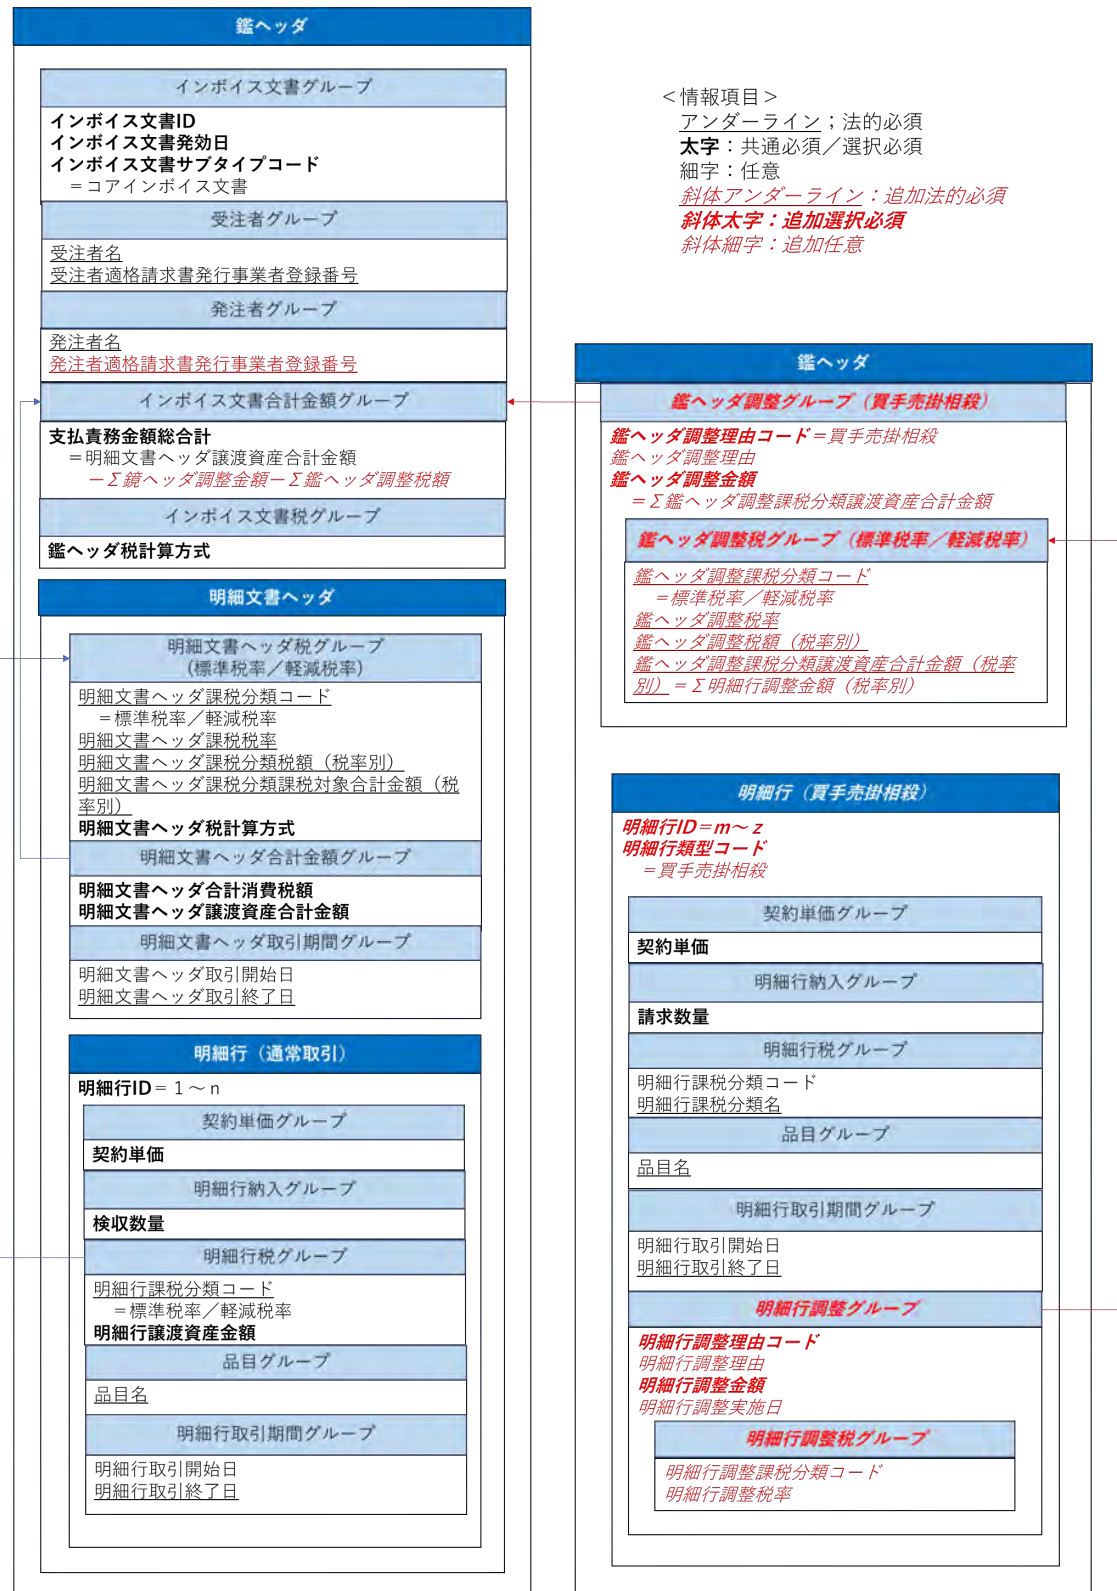 鑑ヘッダ
インボイス文書グループ
インボイス文書ID
インボイス文書発効日
インボイス文書サブタイプコード
＝コアインボイス文書
受注者グループ
受注者名
受注者適格請求書発行事業者登録番号
発注者グループ
発注者名
発注者適格請求書発行事業者登録番号
インボイス文書合計金額グループ
支払責務金額総合計
＝明細文書ヘッダ譲渡資産合計金額
－Σ鏡ヘッダ調整金額－Σ鑑ヘッダ調整税額
インボイス文書税グループ
鑑ヘッダ税計算方式
明細文書ヘッダ
明細文書ヘッダ税グループ
（標準税率／軽減税率）
明細文書ヘッダ課税分類コード
＝標準税率／軽減税率
明細文書ヘッダ課税税率
明細文書ヘッダ課税分類税額（税率別）
明細文書ヘッダ課税分類課税対象合計金額（税
率別）
明細文書ヘッダ税計算方式
明細文書ヘッダ合計金額グループ
明細文書ヘッダ合計消費税額
明細文書ヘッダ譲渡資産合計金額
明細文書ヘッダ取引期間グループ
明細文書ヘッダ取引開始日
明細文書ヘッダ取引終了日
明細行（通常取引）
明細行ID＝１～ｎ
契約単価グループ
契約単価
明細行納入グループ
検収数量
明細行税グループ
明細行課税分類コード
＝標準税率／軽減税率
明細行譲渡資産金額
品目グループ
品目名
明細行取引期間グループ
明細行取引開始日
明細行取引終了日
＜情報項目＞
アンダーライン；法的必須
太字：共通必須／選択必須
細字：任意
斜体アンダーライン：追加法的必須
斜体太字：追加選択必須
斜体細字：追加任意
鑑ヘッダ
鑑ヘッダ調整グループ（買手売掛相殺）
鑑ヘッダ調整理由コード＝買手売掛相殺
鑑ヘッダ調整理由
鑑ヘッダ調整金額
＝Σ鑑ヘッダ調整課税分類譲渡資産合計金額
鑑ヘッダ調整税グループ（標準税率／軽減税率）
鑑ヘッダ調整課税分類コード
＝標準税率／軽減税率
鑑ヘッダ調整税率
鑑ヘッダ調整税額（税率別）
鑑ヘッダ調整課税分類譲渡資産合計金額（税率
別）＝Σ明細行調整金額（税率別）
明細行（買手売掛相殺）
明細行ID＝m～z
明細行類型コード
＝買手売掛相殺
契約単価グループ
契約単価
明細行納入グループ
請求数量
明細行税グループ
明細行課税分類コード
明細行課税分類名
品目グループ
品目名
明細行取引期間グループ
明細行取引開始日
明細行取引終了日
明細行調整グループ
明細行調整理由コード
明細行調整理由
明細行調整金額
明細行調整実施日
明細行調整税グループ
明細行調整課税分類コード
明細行調整税率